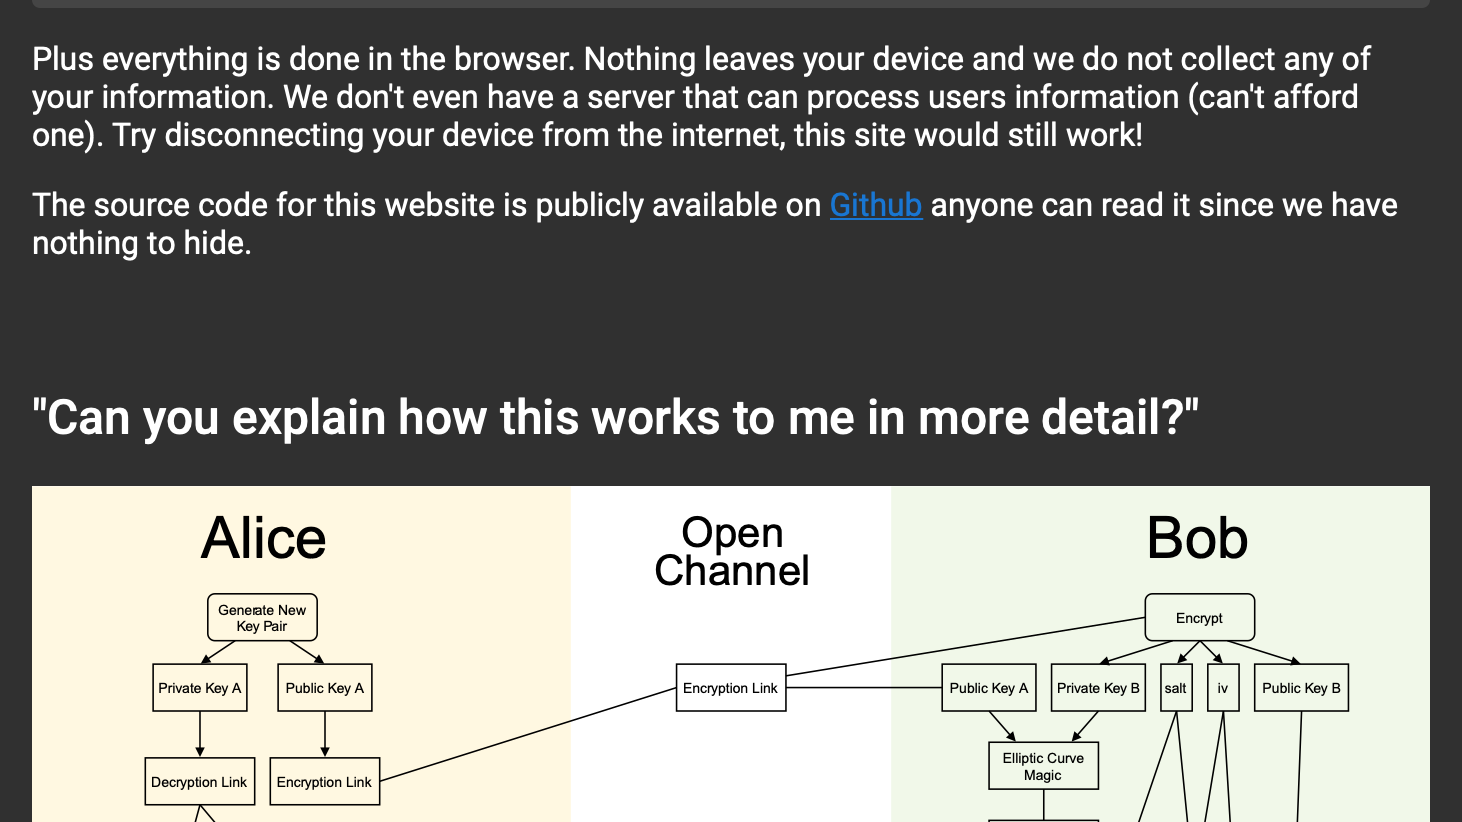 Plus everything is done in the browser. Nothing leaves your device and we do not collect any of
your information. We don't even have a server that can process users information (can't afford
one). Try disconnecting your device from the internet, this site would still work!
The source code for this website is publicly available on Github anyone can read it since we have
nothing to hide.
"Can you explain how this works to me in more detail?"
Alice
Open
Channel
Bob
Generate New
Key Pair
Encrypt
Private Key A
Public Key A
Encryption Link
Public Key A
Private Key B
salt
iv
Public Key B
Elliptic Curve
Magic
Decryption Link
Encryption Link